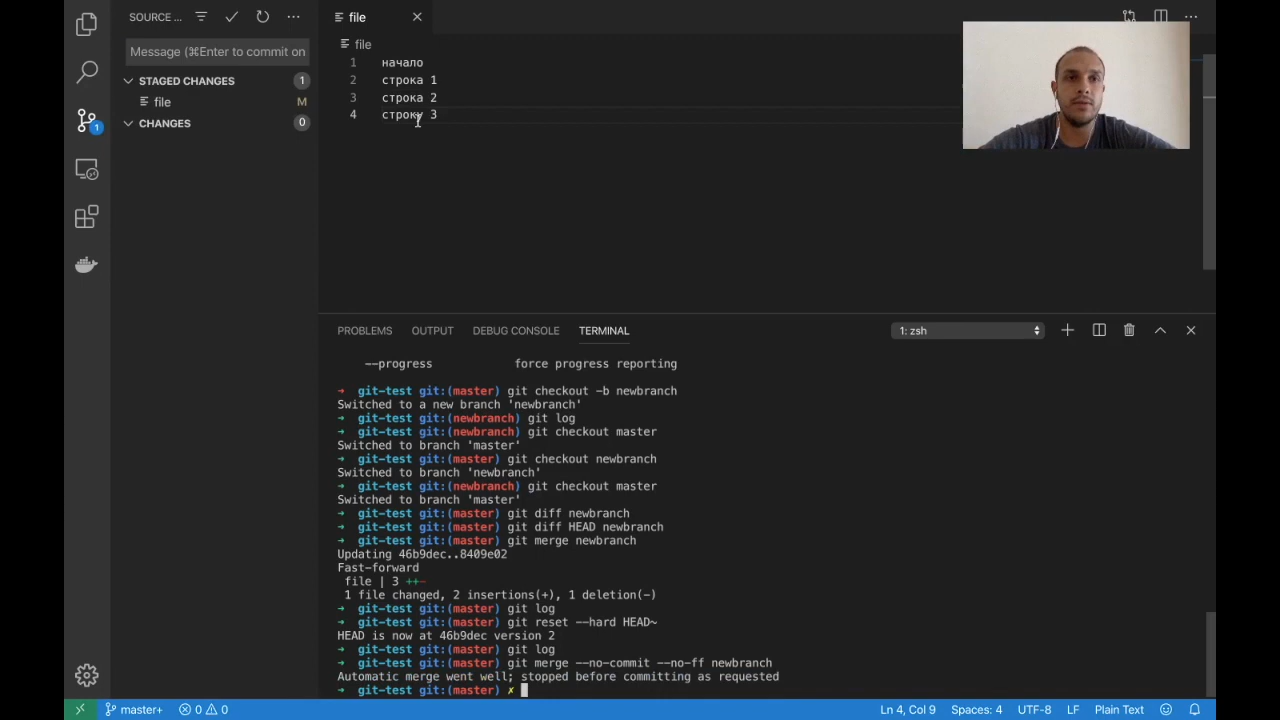 SOURCE ...
file
Message (⌘Enter to commit on
STAGED CHANGES 1
file M
CHANGES 0
1
file
1 начало
2 строка 1
3 строка 2
4 строка 3
PROBLEMS OUTPUT DEBUG CONSOLE TERMINAL
1: zsh
--progress force progress reporting
➜ git-test git:(master) git checkout -b newbranch
Switched to a new branch 'newbranch'
➜ git-test git:(newbranch) git log
➜ git-test git:(newbranch) git checkout master
Switched to branch 'master'
➜ git-test git:(master) git checkout newbranch
Switched to branch 'newbranch'
➜ git-test git:(newbranch) git checkout master
Switched to branch 'master'
➜ git-test git:(master) git diff newbranch
➜ git-test git:(master) git diff HEAD newbranch
➜ git-test git:(master) git merge newbranch
Updating 46b9dec..8409e02
Fast-forward
file | 3 ++-
1 file changed, 2 insertions(+), 1 deletion(-)
➜ git-test git:(master) git log
➜ git-test git:(master) git reset --hard HEAD~
HEAD is now at 46b9dec version 2
➜ git-test git:(master) git log
➜ git-test git:(master) git merge --no-commit --no-ff newbranch
Automatic merge went well; stopped before committing as requested
➜ git-test git:(master) ✗
master+ 0 0 Ln 4, Col 9 Spaces: 4 UTF-8 LF Plain Text